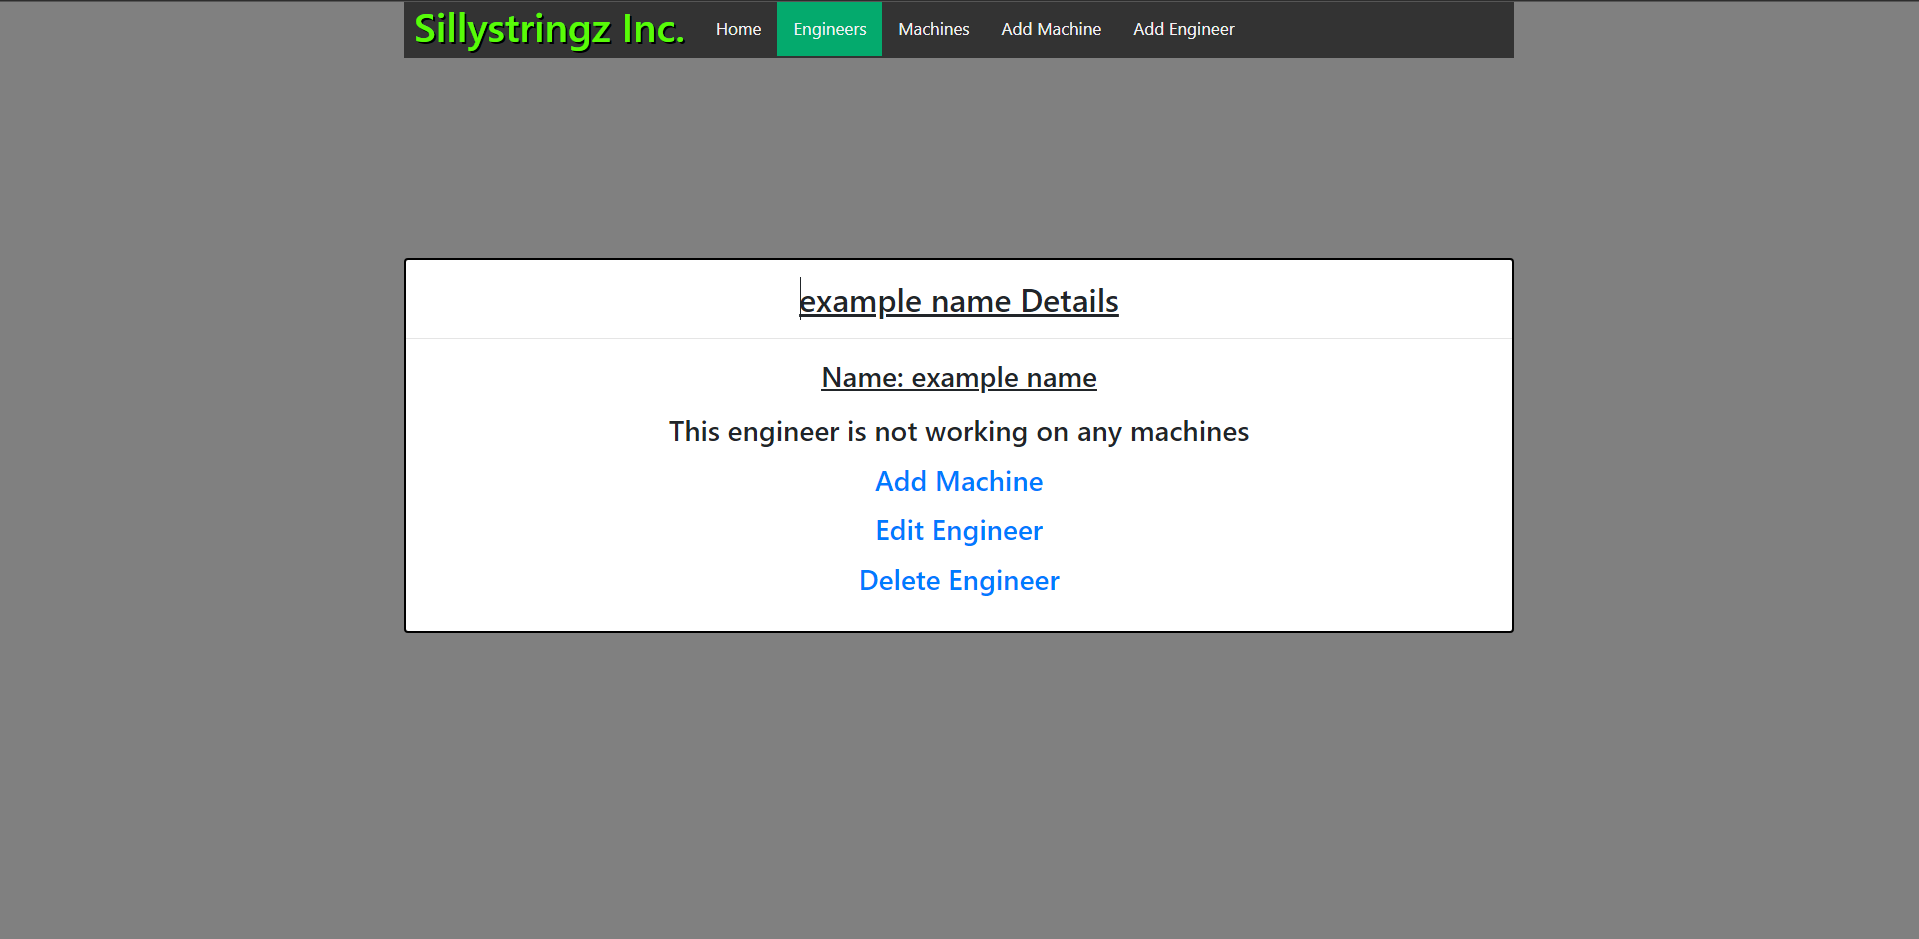 Sillystringz Inc. Home Engineers Machines Add Machine Add Engineer
example name Details
Name: example name
This engineer is not working on any machines
Add Machine
Edit Engineer
Delete Engineer